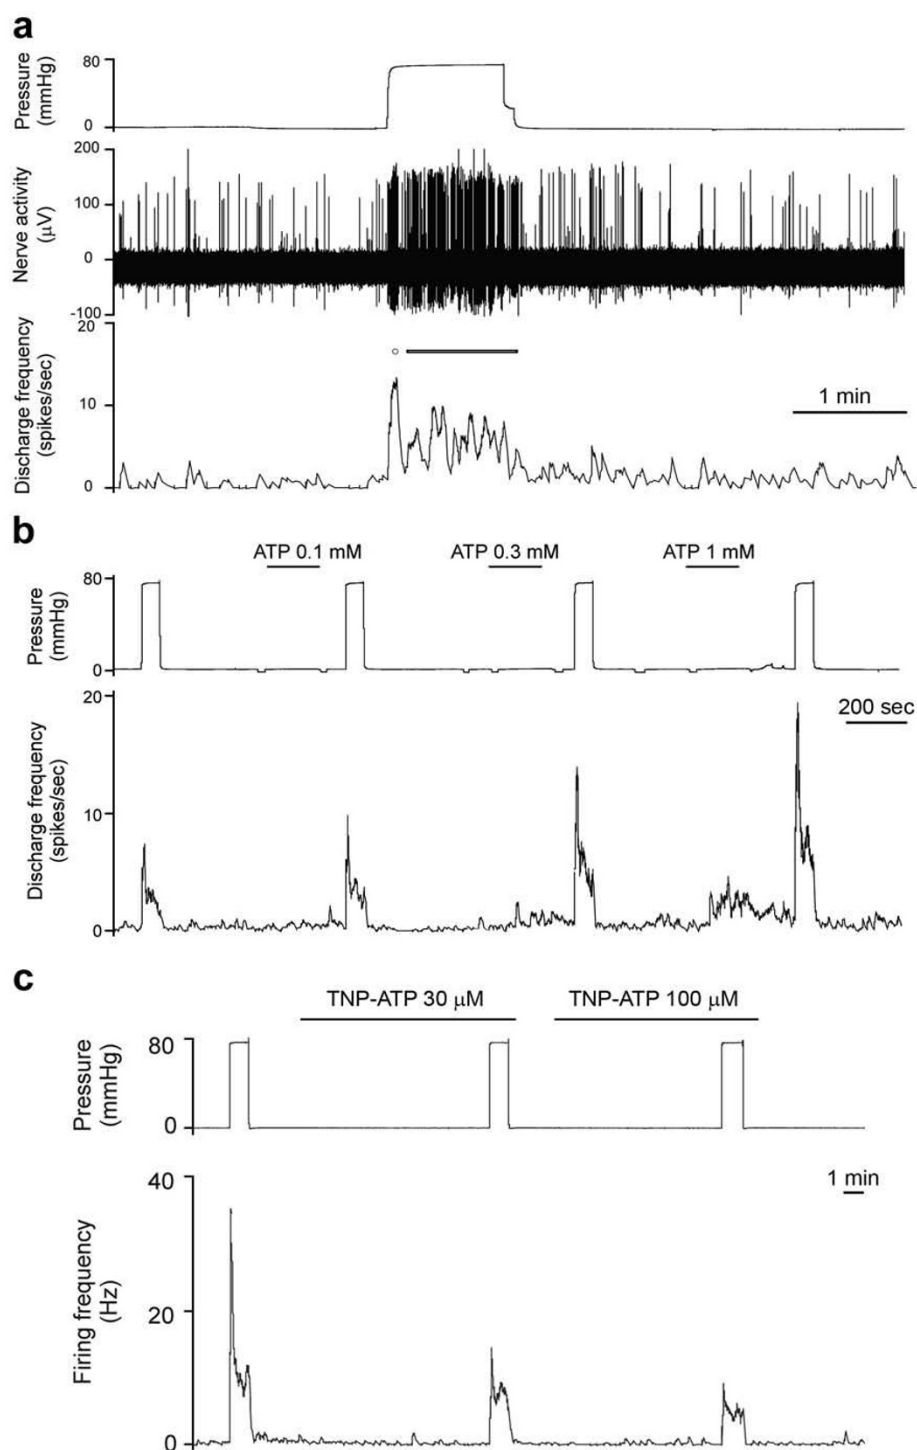 a
80
Pressure
(mmHg)
0
200
100
Nerve activity
(μV)
0
-100
20
Discharge frequency
(spikes/sec)
10
0
1 min
b
ATP 0.1 mM
ATP 0.3 mM
ATP 1 mM
80
Pressure
(mmHg)
0
20
200 sec
Discharge frequency
(spikes/sec)
10
0
c
TNP-ATP 30 μM
TNP-ATP 100 μM
80
Pressure
(mmHg)
0
40
1 min
Firing frequency
(Hz)
20
0